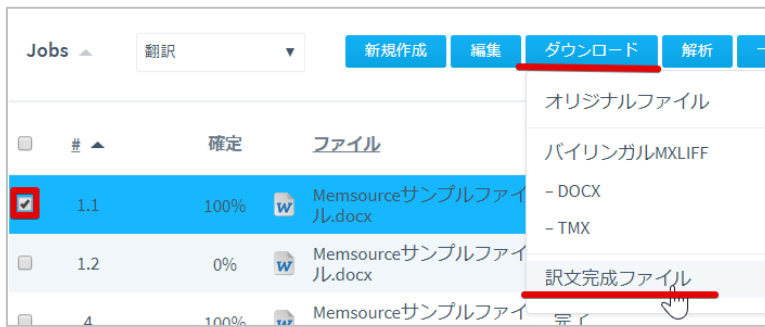 Jobs
翻訳
新規作成
編集
ダウンロード
解析
オリジナルファイル
バイリンガルMXLIFF
– DOCX
– TMX
訳文完成ファイル
#
確定
ファイル
1.1
100%
Memsourceサンプルファイ
ル.docx
1.2
0%
Memsourceサンプルファイ
ル.docx
4
100%
Memsourceサンプルファイ
完了